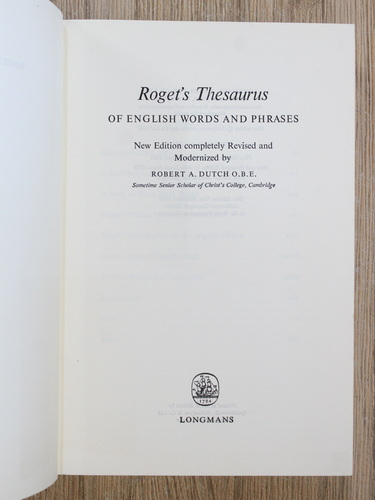 Roget's Thesaurus
OF ENGLISH WORDS AND PHRASES
New Edition completely Revised and
Modernized by
ROBERT A. DUTCH O.B.E.
Sometime Senior Scholar of Christ's College, Cambridge
1724
LONGMANS